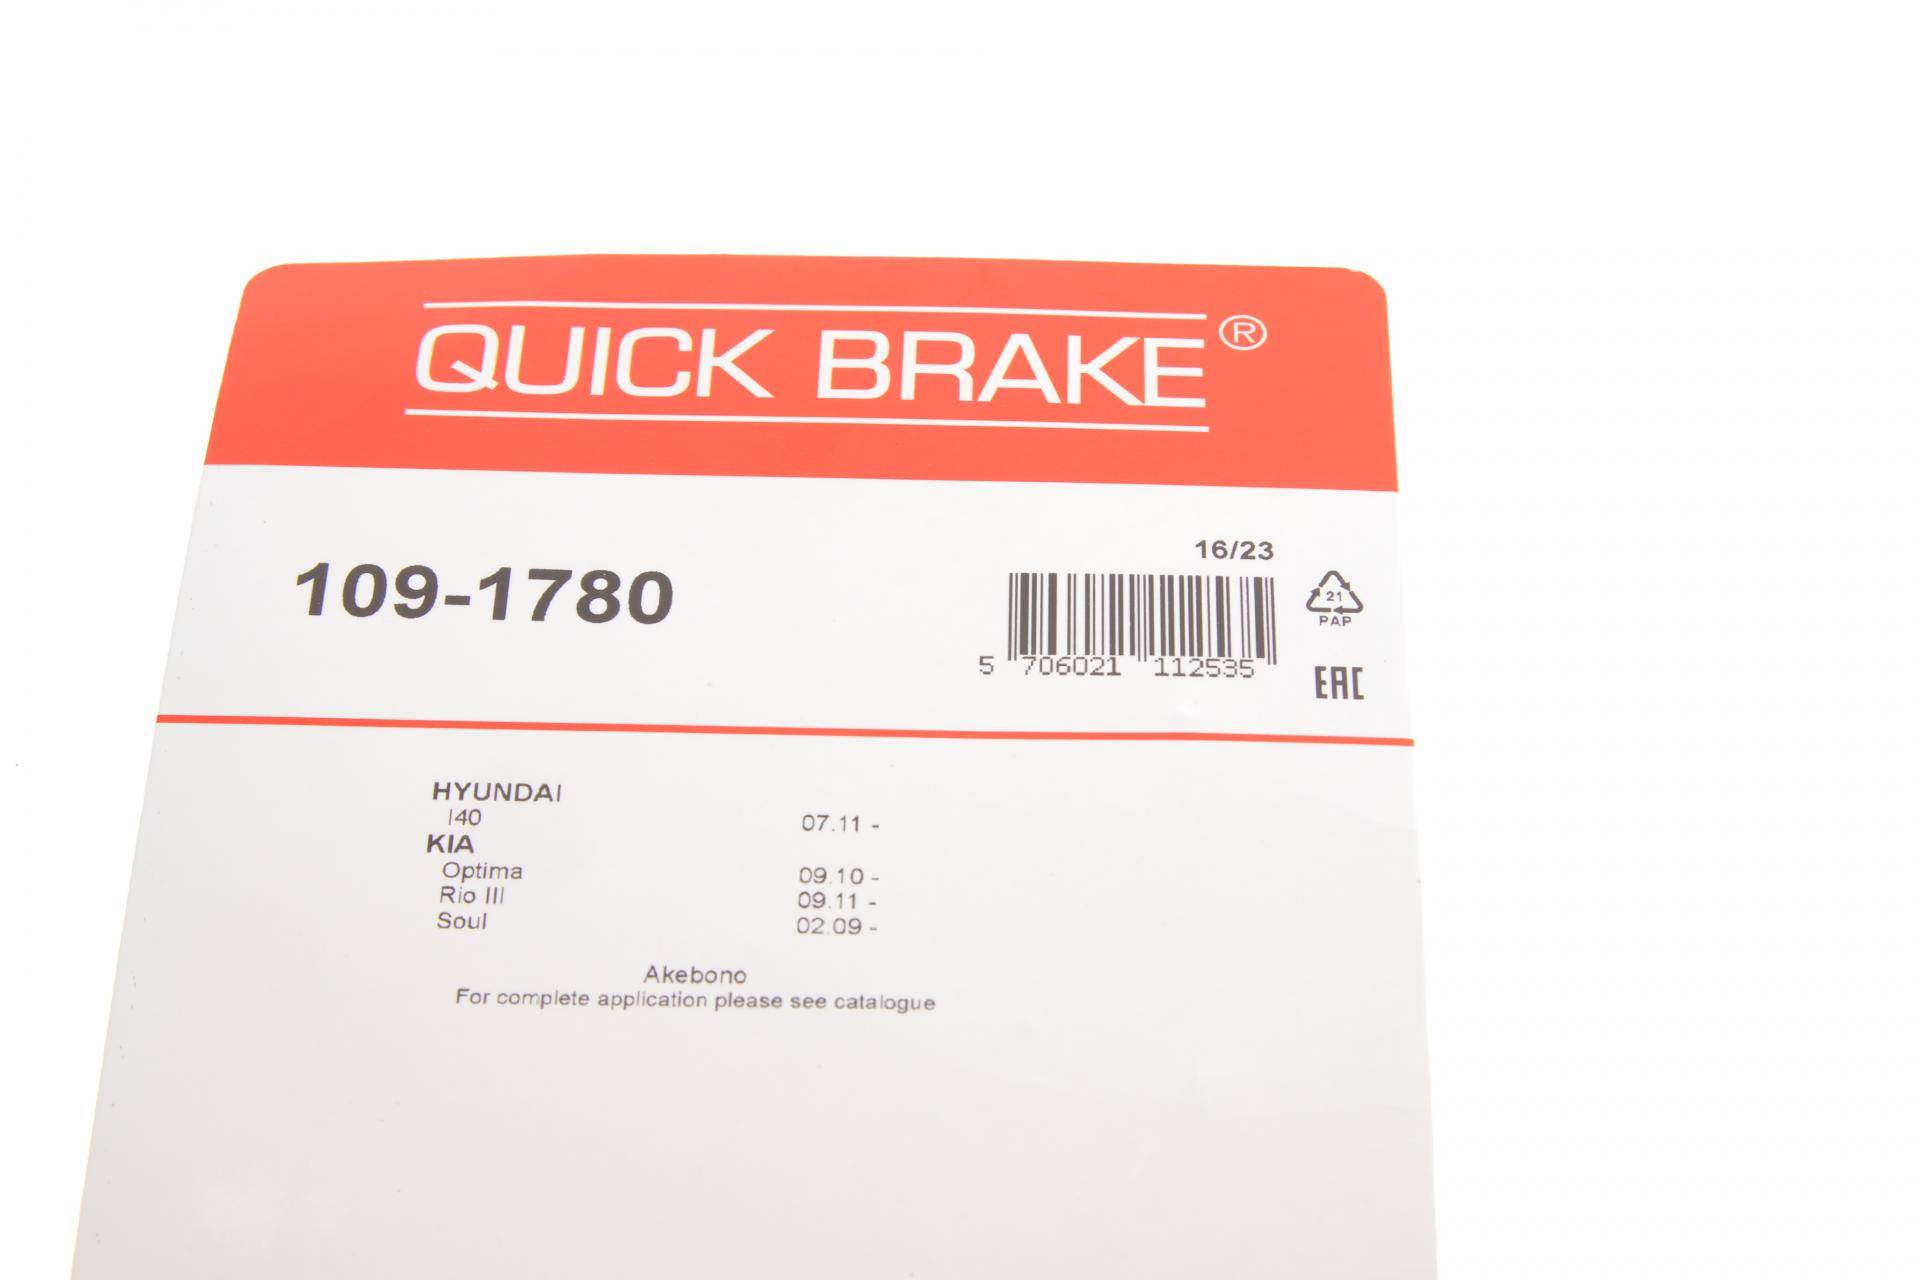 QUICK BRAKE®
109-1780
16/23
5 706021 112535
21
PAP
EAC
HYUNDAI
I40 07.11 -
KIA
Optima 09.10 -
Rio III 09.11 -
Soul 02.09 -
Akebono
For complete application please see catalogue